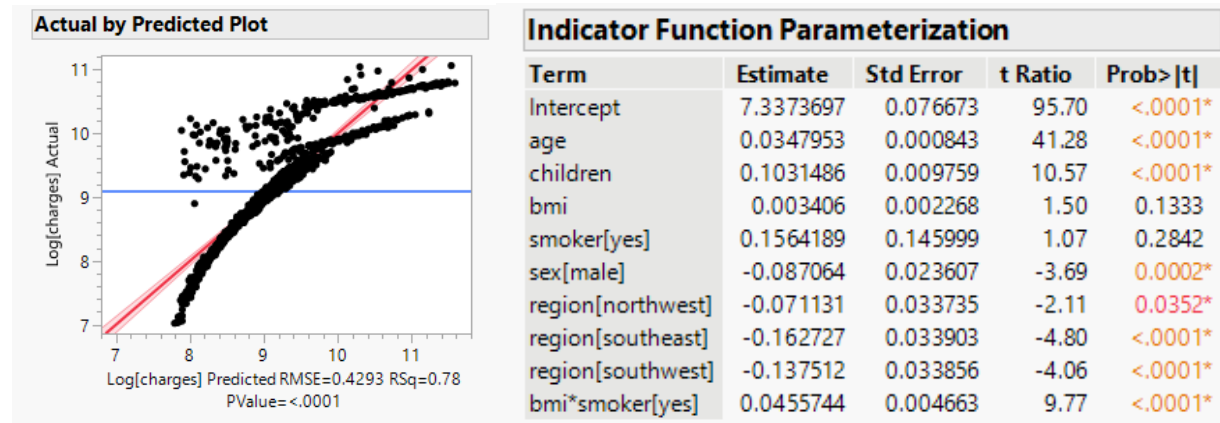 Actual by Predicted Plot
11
10
9
8
7
Log[charges] Actual
7 8 9 10 11
Log[charges] Predicted RMSE=0.4293 RSq=0.78
PValue=<.0001
Indicator Function Parameterization
Term Estimate Std Error t Ratio Prob>|t|
Intercept 7.3373697 0.076673 95.70 <.0001*
age 0.0347953 0.000843 41.28 <.0001*
children 0.1031486 0.009759 10.57 <.0001*
bmi 0.003406 0.002268 1.50 0.1333
smoker[yes] 0.1564189 0.145999 1.07 0.2842
sex[male] -0.087064 0.023607 -3.69 0.0002*
region[northwest] -0.071131 0.033735 -2.11 0.0352*
region[southeast] -0.162727 0.033903 -4.80 <.0001*
region[southwest] -0.137512 0.033856 -4.06 <.0001*
bmi*smoker[yes] 0.0455744 0.004663 9.77 <.0001*